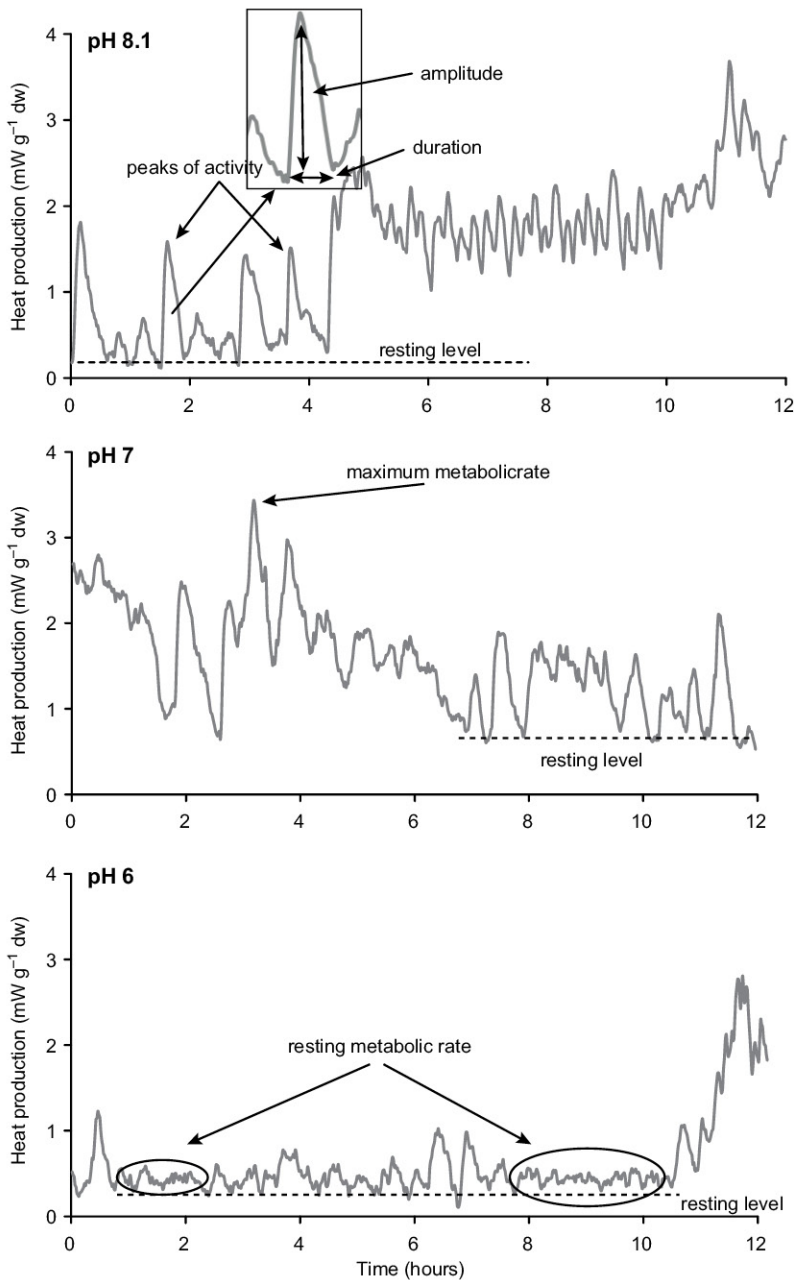 pH 8.1
amplitude
duration
peaks of activity
resting level
Heat production (mW g⁻¹ dw)
4
3
2
1
0
0 2 4 6 8 10 12
pH 7
maximum metabolicrate
resting level
Heat production (mW g⁻¹ dw)
4
3
2
1
0
0 2 4 6 8 10 12
pH 6
resting metabolic rate
resting level
Heat production (mW g⁻¹ dw)
4
3
2
1
0
0 2 4 6 8 10 12
Time (hours)